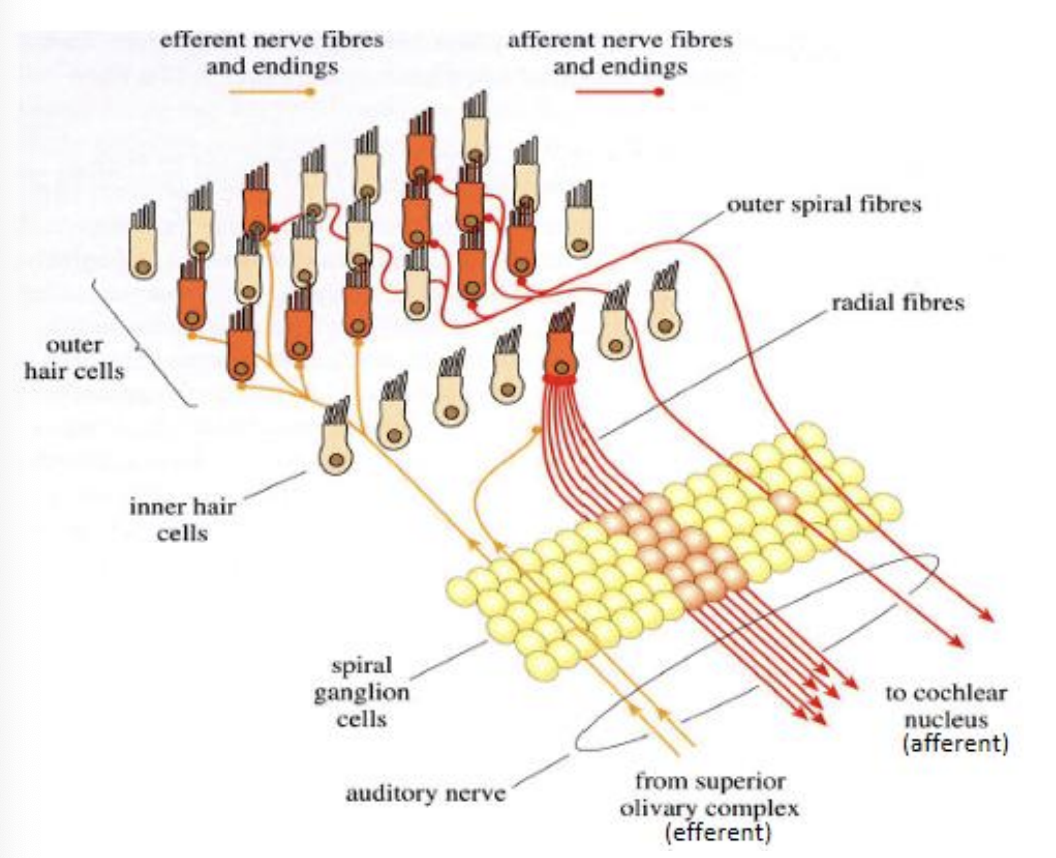 efferent nerve fibres
and endings
afferent nerve fibres
and endings
outer spiral fibres
radial fibres
outer
hair cells
inner hair
cells
spiral
ganglion
cells
to cochlear
nucleus
(afferent)
auditory nerve
from superior
olivary complex
(efferent)